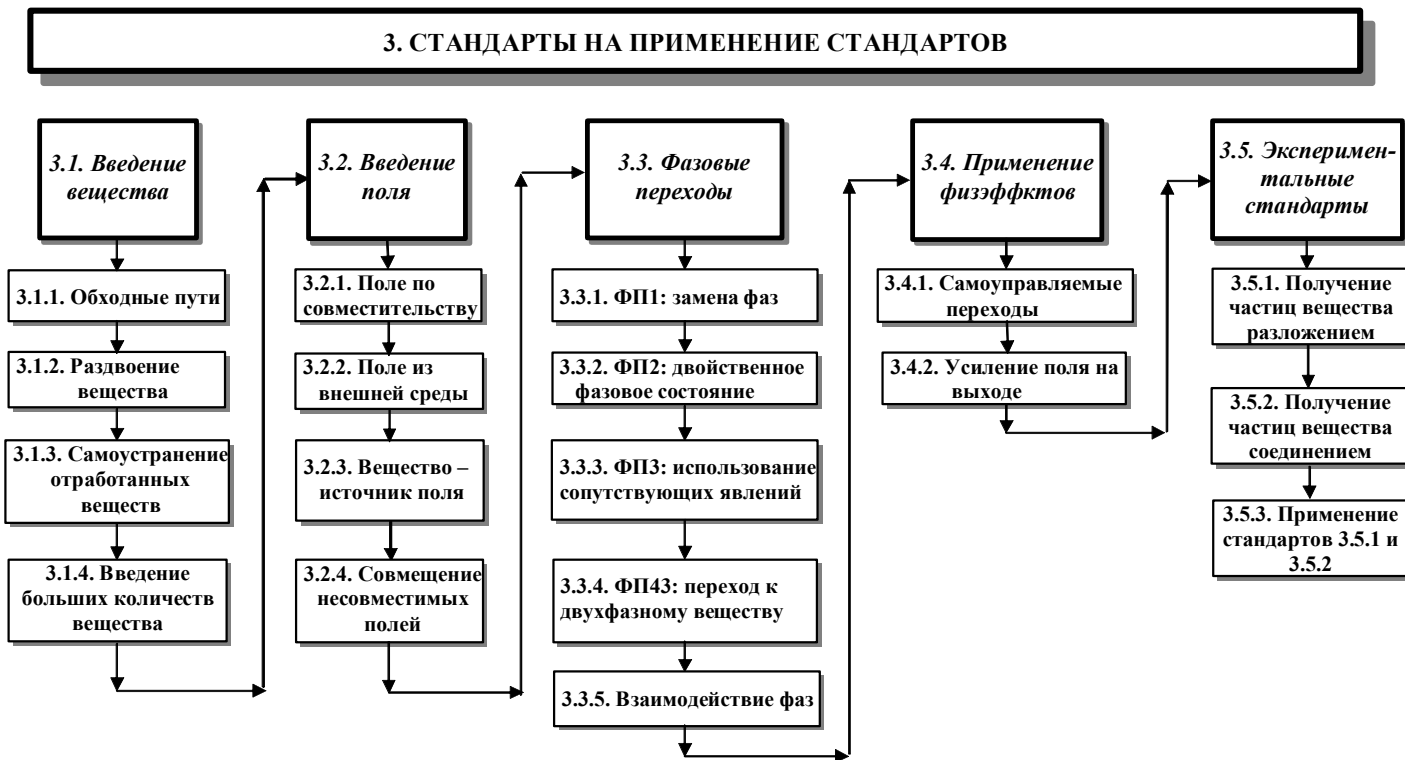 3. СТАНДАРТЫ НА ПРИМЕНЕНИЕ СТАНДАРТОВ
3.1. Введение
вещества
3.1.1. Обходные пути
3.1.2. Раздвоение
вещества
3.1.3. Самоустранение
отработанных
веществ
3.1.4. Введение
больших количеств
вещества
3.2. Введение
поля
3.2.1. Поле по
совместительству
3.2.2. Поле из
внешней среды
3.2.3. Вещество –
источник поля
3.2.4. Совмещение
несовместимых
полей
3.3. Фазовые
переходы
3.3.1. ФП1: замена фаз
3.3.2. ФП2: двойственное
фазовое состояние
3.3.3. ФП3: использование
сопутствующих явлений
3.3.4. ФП43: переход к
двухфазному веществу
3.3.5. Взаимодействие фаз
3.4. Применение
физэффктов
3.4.1. Самоуправляемые
переходы
3.4.2. Усиление поля на
выходе
3.5. Эксперимен-
тальные
стандарты
3.5.1. Получение
частиц вещества
разложением
3.5.2. Получение
частиц вещества
соединением
3.5.3. Применение
стандартов 3.5.1 и
3.5.2